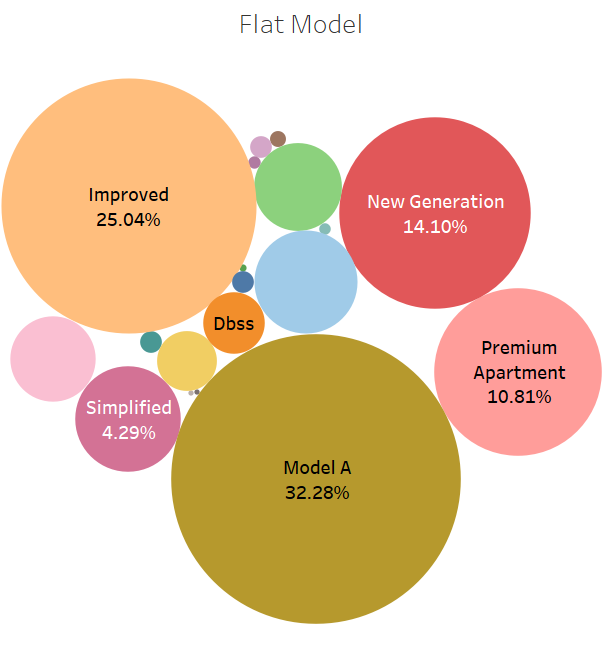 Flat Model
Improved
25.04%
New Generation
14.10%
Dbss
Premium
Apartment
10.81%
Simplified
4.29%
Model A
32.28%